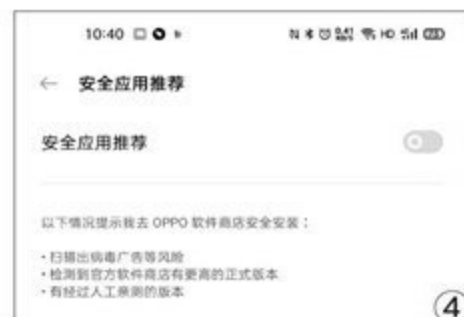 10:40
HD 5G
安全应用推荐
安全应用推荐
以下情况提示我去 OPPO 软件商店安全安装：
·扫描出病毒广告等风险
·检测到官方软件商店有更高的正式版本
·有经过人工亲测的版本
④